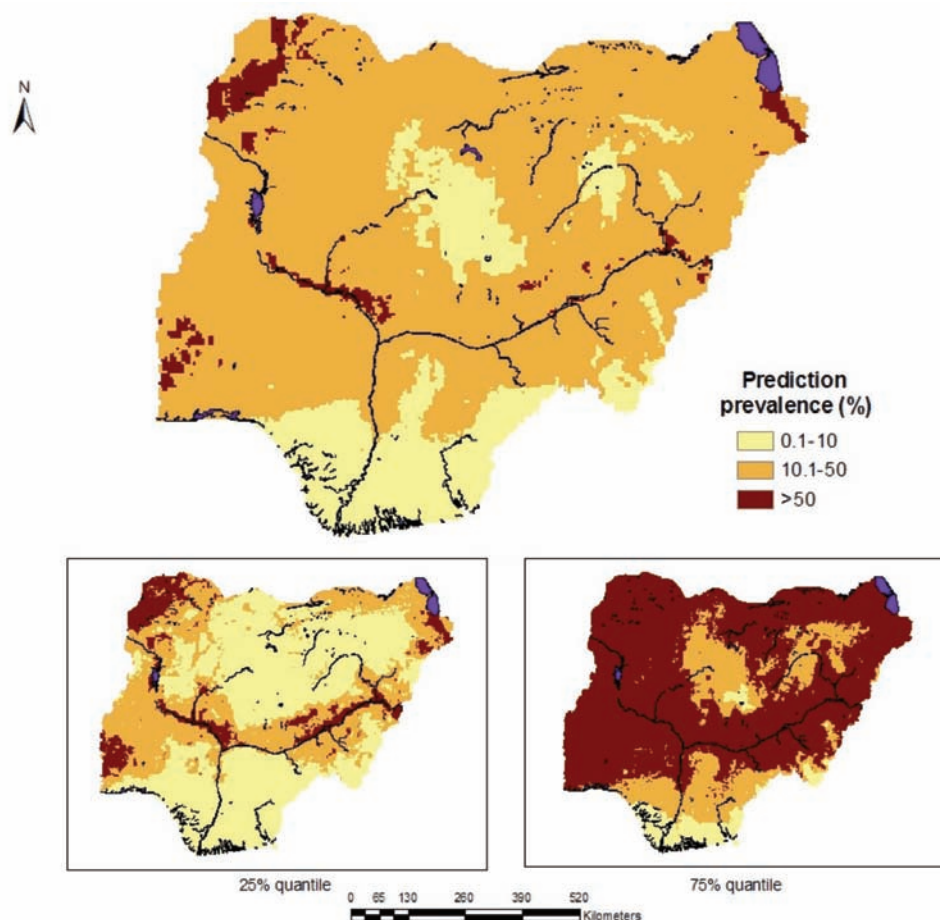 N
Prediction
prevalence (%)
0.1-10
10.1-50
>50
25% quantile
75% quantile
0 65 130 260 390 520
Kilometers